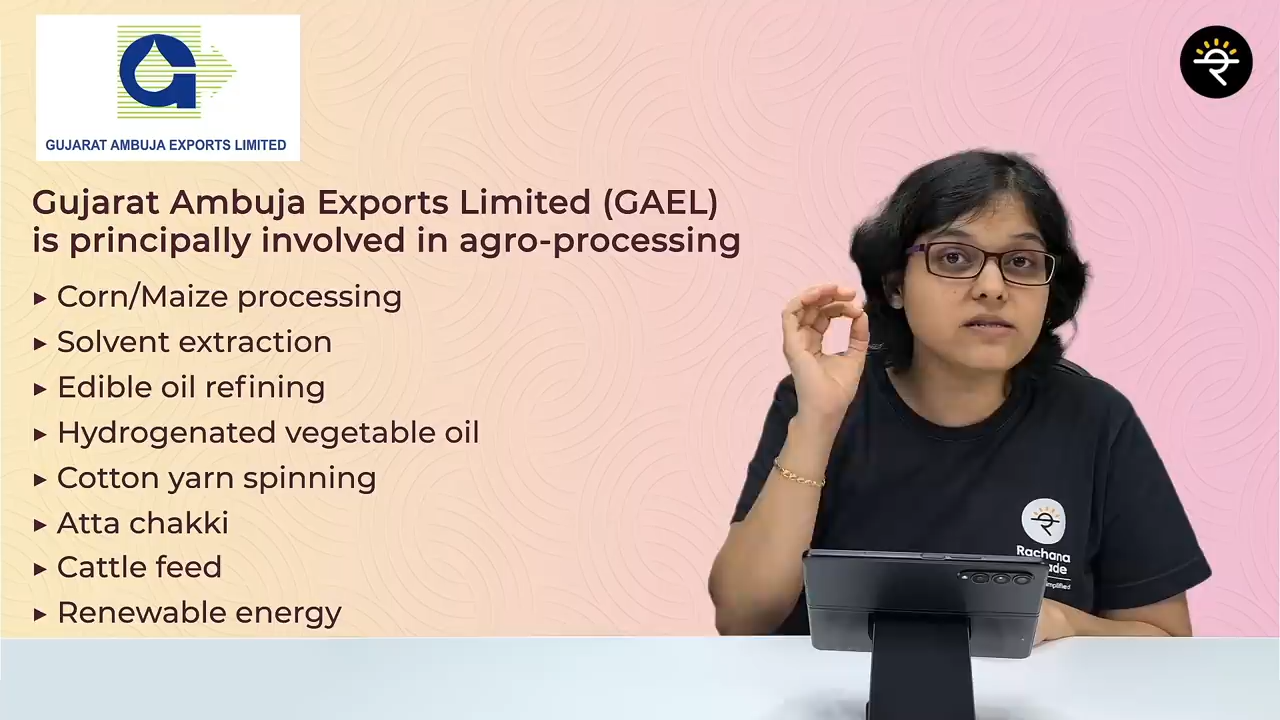 GUJARAT AMBUJA EXPORTS LIMITED
Gujarat Ambuja Exports Limited (GAEL)
is principally involved in agro-processing
▸ Corn/Maize processing
▸ Solvent extraction
▸ Edible oil refining
▸ Hydrogenated vegetable oil
▸ Cotton yarn spinning
▸ Atta chakki
▸ Cattle feed
▸ Renewable energy
Rachana